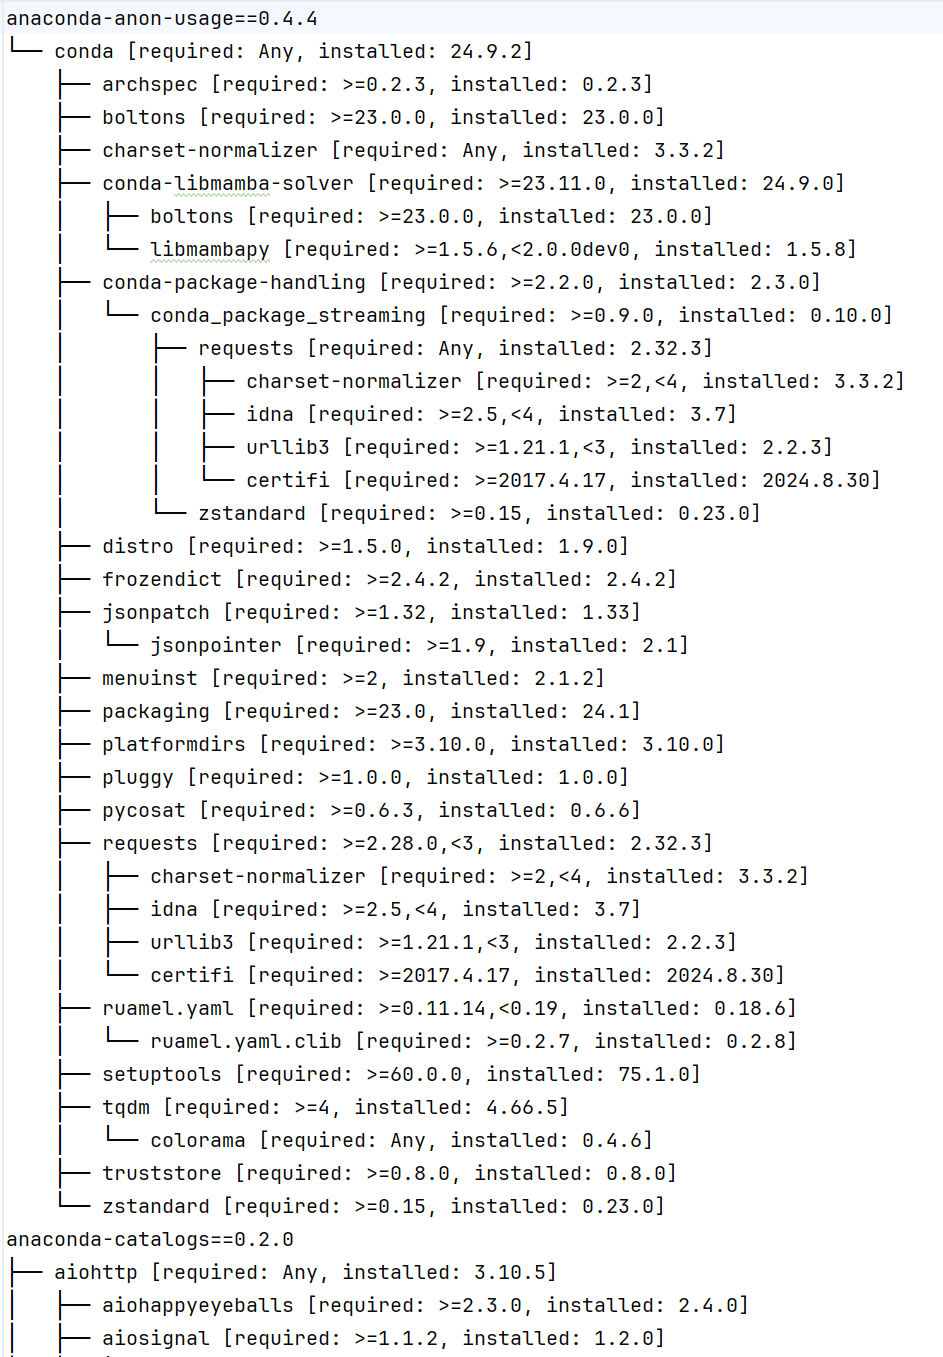 anaconda-anon-usage==0.4.4
└── conda [required: Any, installed: 24.9.2]
    ├── archspec [required: >=0.2.3, installed: 0.2.3]
    ├── boltons [required: >=23.0.0, installed: 23.0.0]
    ├── charset-normalizer [required: Any, installed: 3.3.2]
    ├── conda-libmamba-solver [required: >=23.11.0, installed: 24.9.0]
    │   ├── boltons [required: >=23.0.0, installed: 23.0.0]
    │   └── libmambapy [required: >=1.5.6,<2.0.0dev0, installed: 1.5.8]
    ├── conda-package-handling [required: >=2.2.0, installed: 2.3.0]
    │   └── conda_package_streaming [required: >=0.9.0, installed: 0.10.0]
    │       ├── requests [required: Any, installed: 2.32.3]
    │       │   ├── charset-normalizer [required: >=2,<4, installed: 3.3.2]
    │       │   ├── idna [required: >=2.5,<4, installed: 3.7]
    │       │   ├── urllib3 [required: >=1.21.1,<3, installed: 2.2.3]
    │       │   └── certifi [required: >=2017.4.17, installed: 2024.8.30]
    │       └── zstandard [required: >=0.15, installed: 0.23.0]
    ├── distro [required: >=1.5.0, installed: 1.9.0]
    ├── frozendict [required: >=2.4.2, installed: 2.4.2]
    ├── jsonpatch [required: >=1.32, installed: 1.33]
    │   └── jsonpointer [required: >=1.9, installed: 2.1]
    ├── menuinst [required: >=2, installed: 2.1.2]
    ├── packaging [required: >=23.0, installed: 24.1]
    ├── platformdirs [required: >=3.10.0, installed: 3.10.0]
    ├── pluggy [required: >=1.0.0, installed: 1.0.0]
    ├── pycosat [required: >=0.6.3, installed: 0.6.6]
    ├── requests [required: >=2.28.0,<3, installed: 2.32.3]
    │   ├── charset-normalizer [required: >=2,<4, installed: 3.3.2]
    │   ├── idna [required: >=2.5,<4, installed: 3.7]
    │   ├── urllib3 [required: >=1.21.1,<3, installed: 2.2.3]
    │   └── certifi [required: >=2017.4.17, installed: 2024.8.30]
    ├── ruamel.yaml [required: >=0.11.14,<0.19, installed: 0.18.6]
    │   └── ruamel.yaml.clib [required: >=0.2.7, installed: 0.2.8]
    ├── setuptools [required: >=60.0.0, installed: 75.1.0]
    ├── tqdm [required: >=4, installed: 4.66.5]
    │   └── colorama [required: Any, installed: 0.4.6]
    ├── truststore [required: >=0.8.0, installed: 0.8.0]
    └── zstandard [required: >=0.15, installed: 0.23.0]
anaconda-catalogs==0.2.0
├── aiohttp [required: Any, installed: 3.10.5]
│   ├── aiohappyeyeballs [required: >=2.3.0, installed: 2.4.0]
│   ├── aiosignal [required: >=1.1.2, installed: 1.2.0]